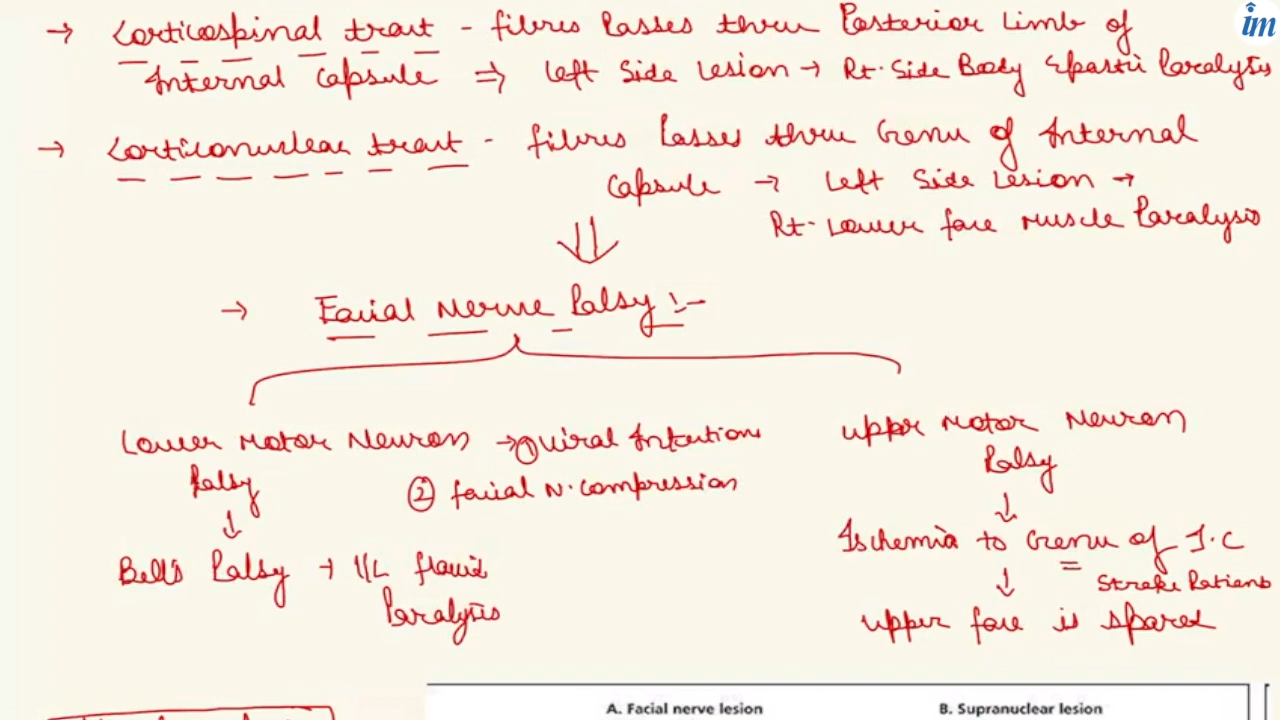 im
→ Corticospinal tract - fibres Passes thru Posterior Limb of
Internal Capsule ⇒ Left Side Lesion → Rt. Side Body Spastic Paralysis
→ Corticonuclear tract - fibres Passes thru Genu of Internal
Capsule → Left Side Lesion →
Rt. Lower face muscle Paralysis
→ Facial Nerve Palsy :-
Lower Motor Neuron → ① Viral Infections
Palsy ② facial N. compression
↓
Bell's Palsy → I/L flaccid
Paralysis
Upper Motor Neuron
Palsy
↓
Ischemia to Genu of I.C
↓ Stroke Patients
upper face is spared
A. Facial nerve lesion
B. Supranuclear lesion